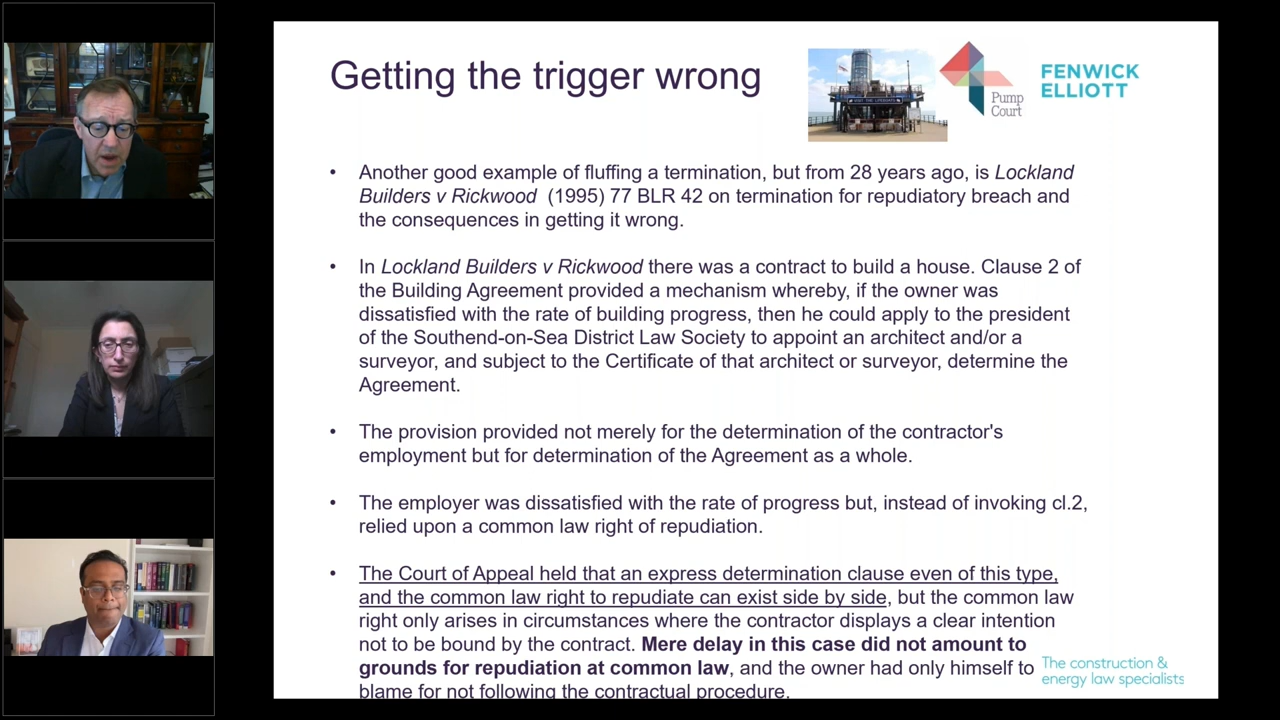 Getting the trigger wrong
Pump
Court
FENWICK
ELLIOTT
• Another good example of fluffing a termination, but from 28 years ago, is Lockland
Builders v Rickwood (1995) 77 BLR 42 on termination for repudiatory breach and
the consequences in getting it wrong.
• In Lockland Builders v Rickwood there was a contract to build a house. Clause 2 of
the Building Agreement provided a mechanism whereby, if the owner was
dissatisfied with the rate of building progress, then he could apply to the president
of the Southend-on-Sea District Law Society to appoint an architect and/or a
surveyor, and subject to the Certificate of that architect or surveyor, determine the
Agreement.
• The provision provided not merely for the determination of the contractor's
employment but for determination of the Agreement as a whole.
• The employer was dissatisfied with the rate of progress but, instead of invoking cl.2,
relied upon a common law right of repudiation.
• The Court of Appeal held that an express determination clause even of this type,
and the common law right to repudiate can exist side by side, but the common law
right only arises in circumstances where the contractor displays a clear intention
not to be bound by the contract. Mere delay in this case did not amount to
grounds for repudiation at common law, and the owner had only himself to
blame for not following the contractual procedure.
The construction &
energy law specialists